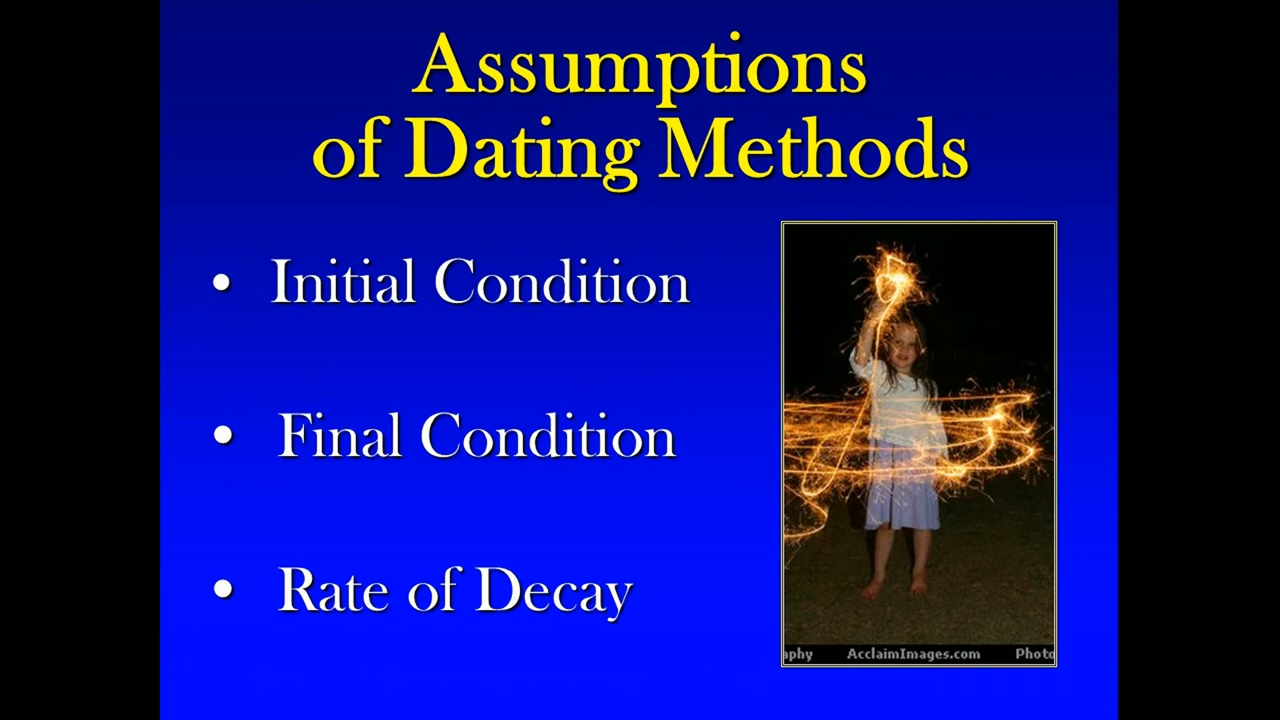 Assumptions
of Dating Methods
• Initial Condition
• Final Condition
• Rate of Decay
AcclaimImages.com